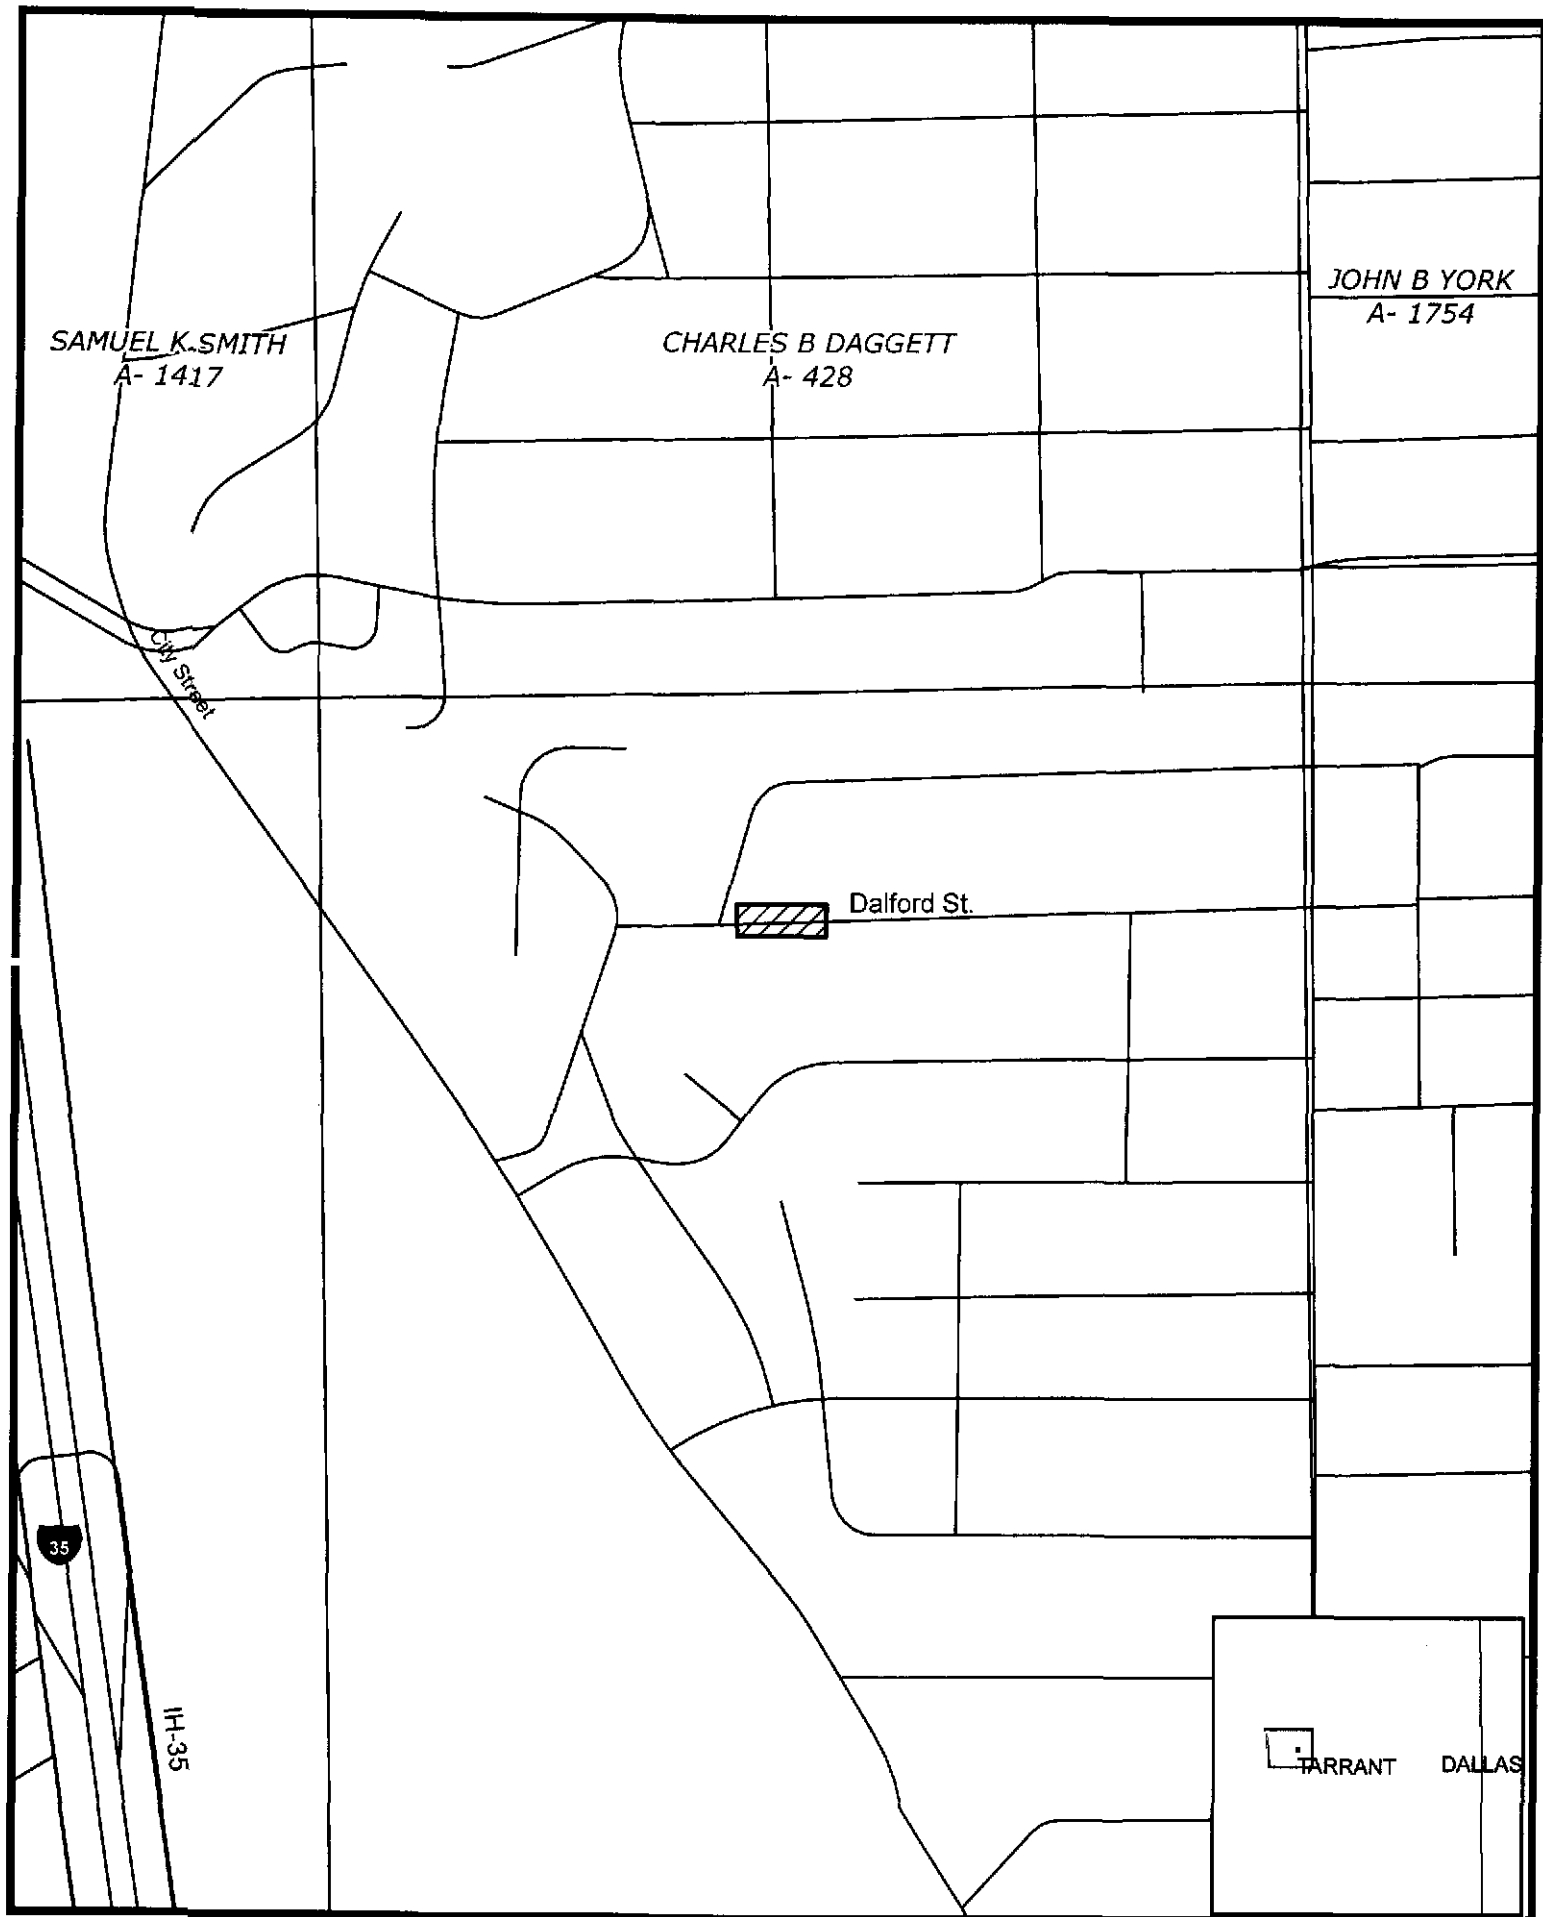 JOHN B YORK
A- 1754
SAMUEL K SMITH
A- 1417
CHARLES B DAGGETT
A- 428
City Street
Dalford St.
35
IH-35
TARRANT
DALLAS